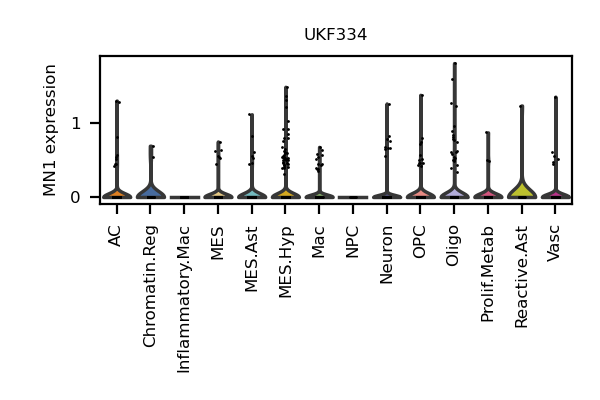 UKF334
MN1 expression
1
0
AC
Chromatin.Reg
Inflammatory.Mac
MES
MES.Ast
MES.Hyp
Mac
NPC
Neuron
OPC
Oligo
Prolif.Metab
Reactive.Ast
Vasc